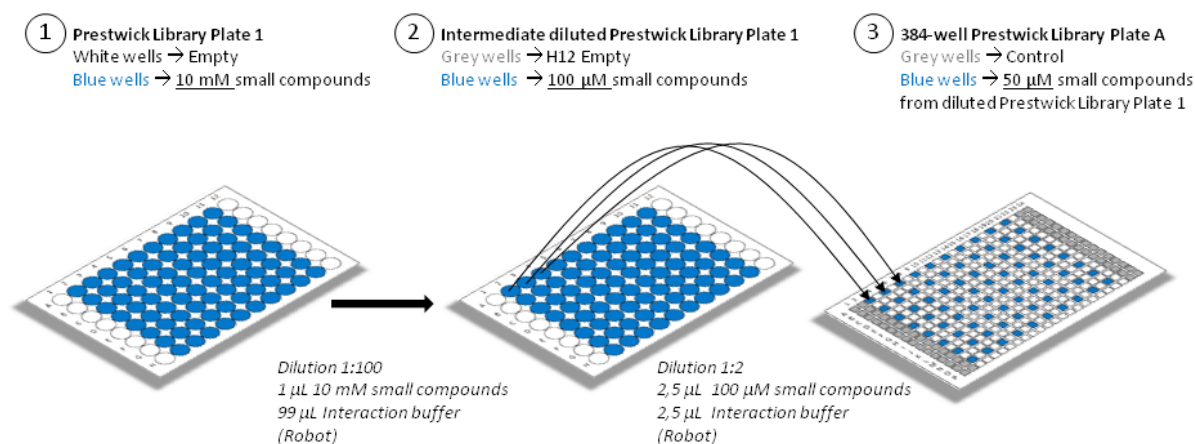 1 Prestwick Library Plate 1
White wells → Empty
Blue wells → 10 mM small compounds
2 Intermediate diluted Prestwick Library Plate 1
Grey wells → H12 Empty
Blue wells → 100 µM small compounds
3 384-well Prestwick Library Plate A
Grey wells → Control
Blue wells → 50 µM small compounds
from diluted Prestwick Library Plate 1
Dilution 1:100
1 µL 10 mM small compounds
99 µL Interaction buffer
(Robot)
Dilution 1:2
2,5 µL 100 µM small compounds
2,5 µL Interaction buffer
(Robot)